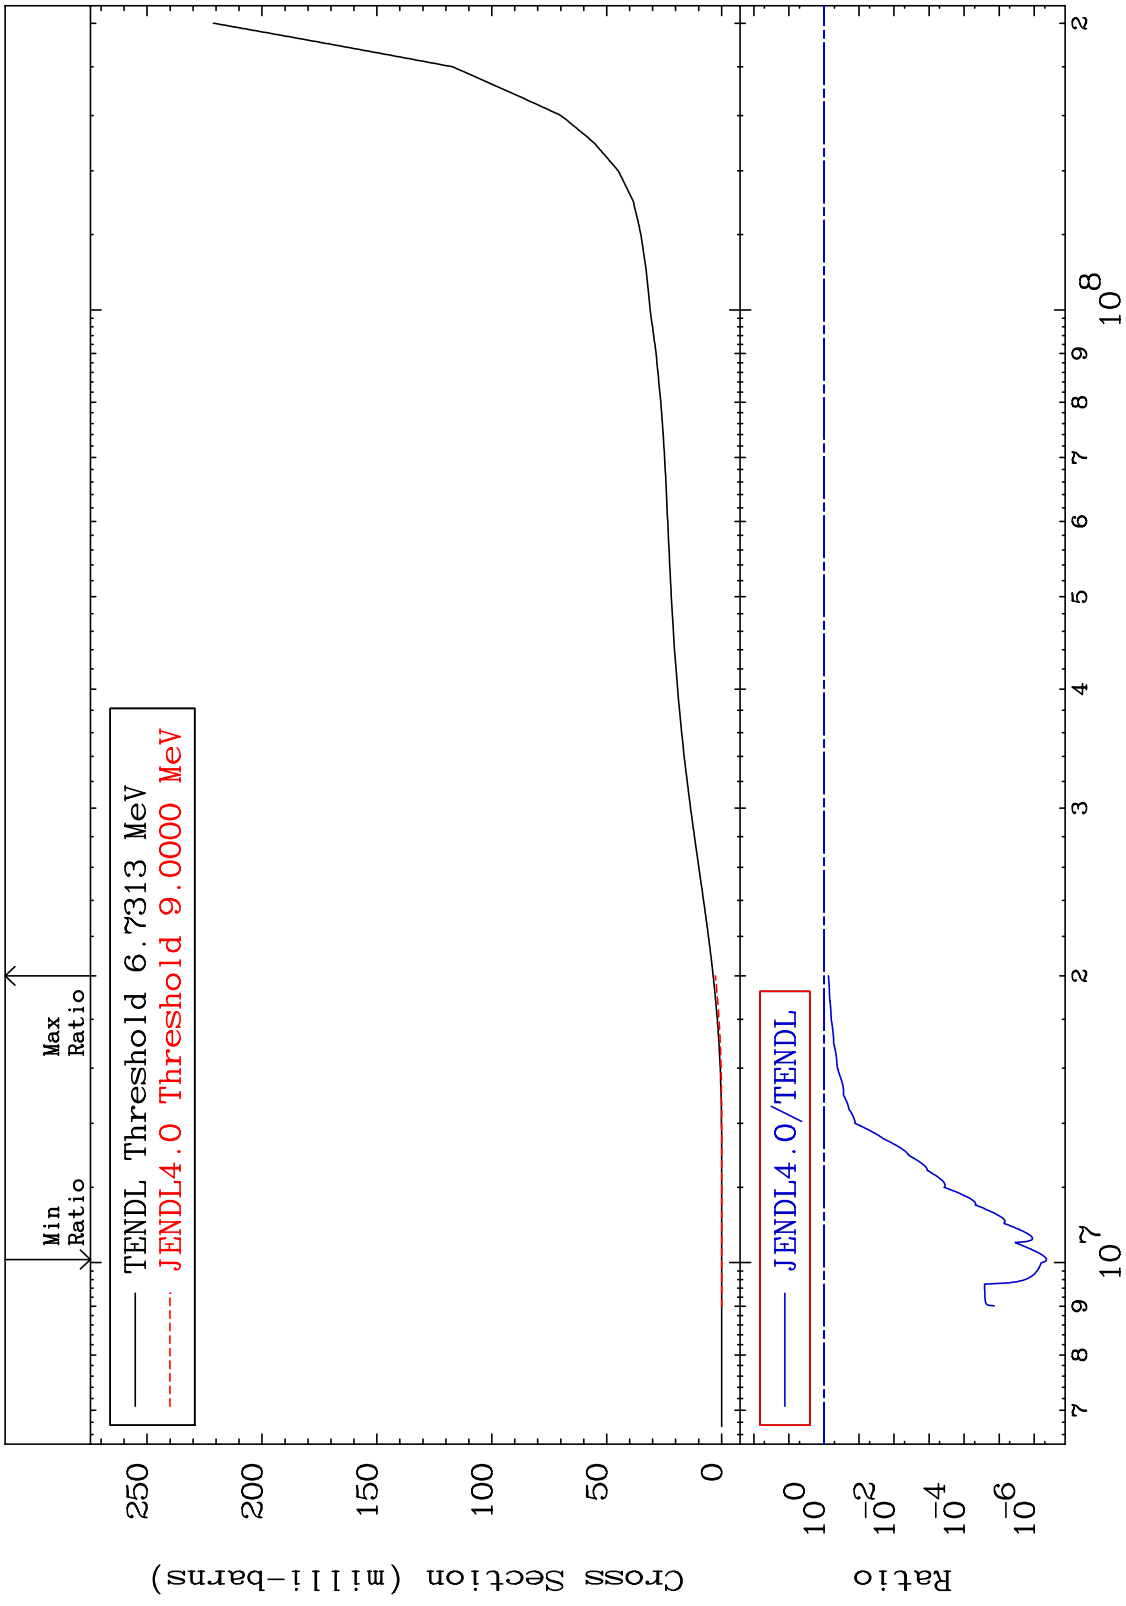 Min
Ratio
Max
Ratio
TENDL Threshold 6.7313 MeV
JENDL4.0 Threshold 9.0000 MeV
Cross Section (milli-barns)
250
200
150
100
50
0
JENDL4.0/TENDL
Ratio
10 0
10 -2
10 -4
10 -6
7
8
9
10 7
2
3
4
5
6
7
8
9
10 8
2